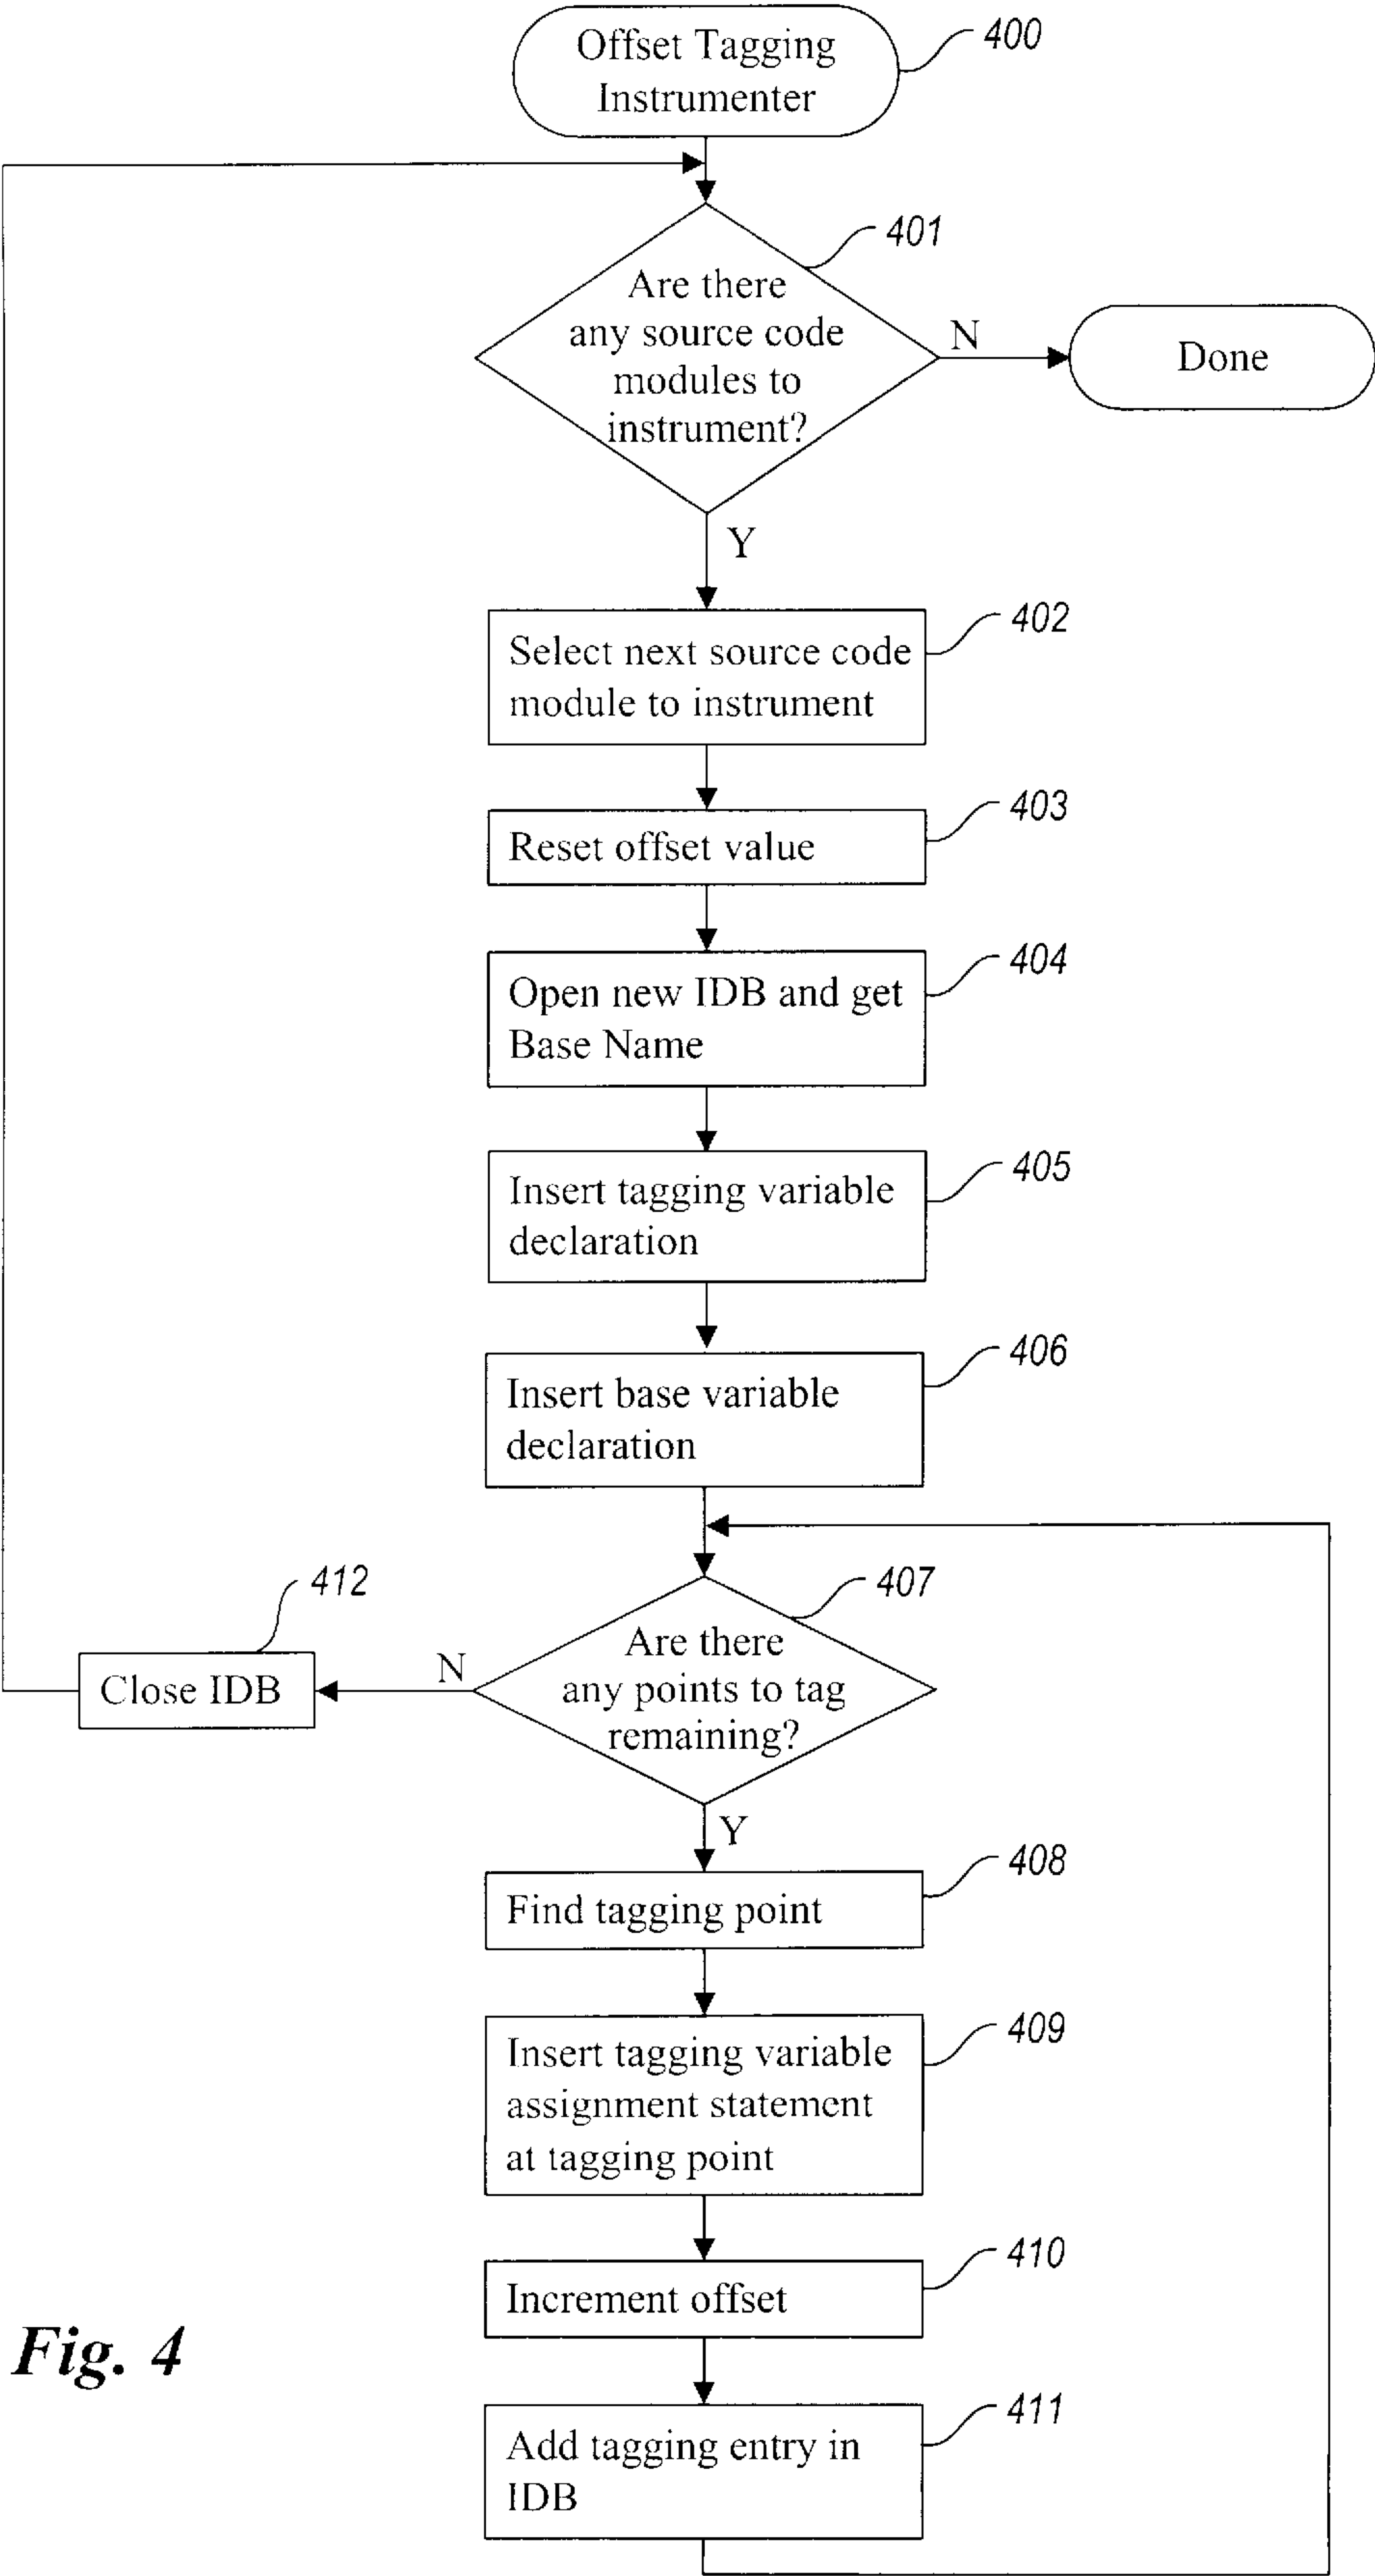 Offset Tagging
Instrumenter
400
401
Are there
any source code
modules to
instrument?
N
Done
Y
402
Select next source code
module to instrument
403
Reset offset value
404
Open new IDB and get
Base Name
405
Insert tagging variable
declaration
406
Insert base variable
declaration
412
Close IDB
N
407
Are there
any points to tag
remaining?
Y
408
Find tagging point
409
Insert tagging variable
assignment statement
at tagging point
410
Increment offset
411
Add tagging entry in
IDB
Fig. 4